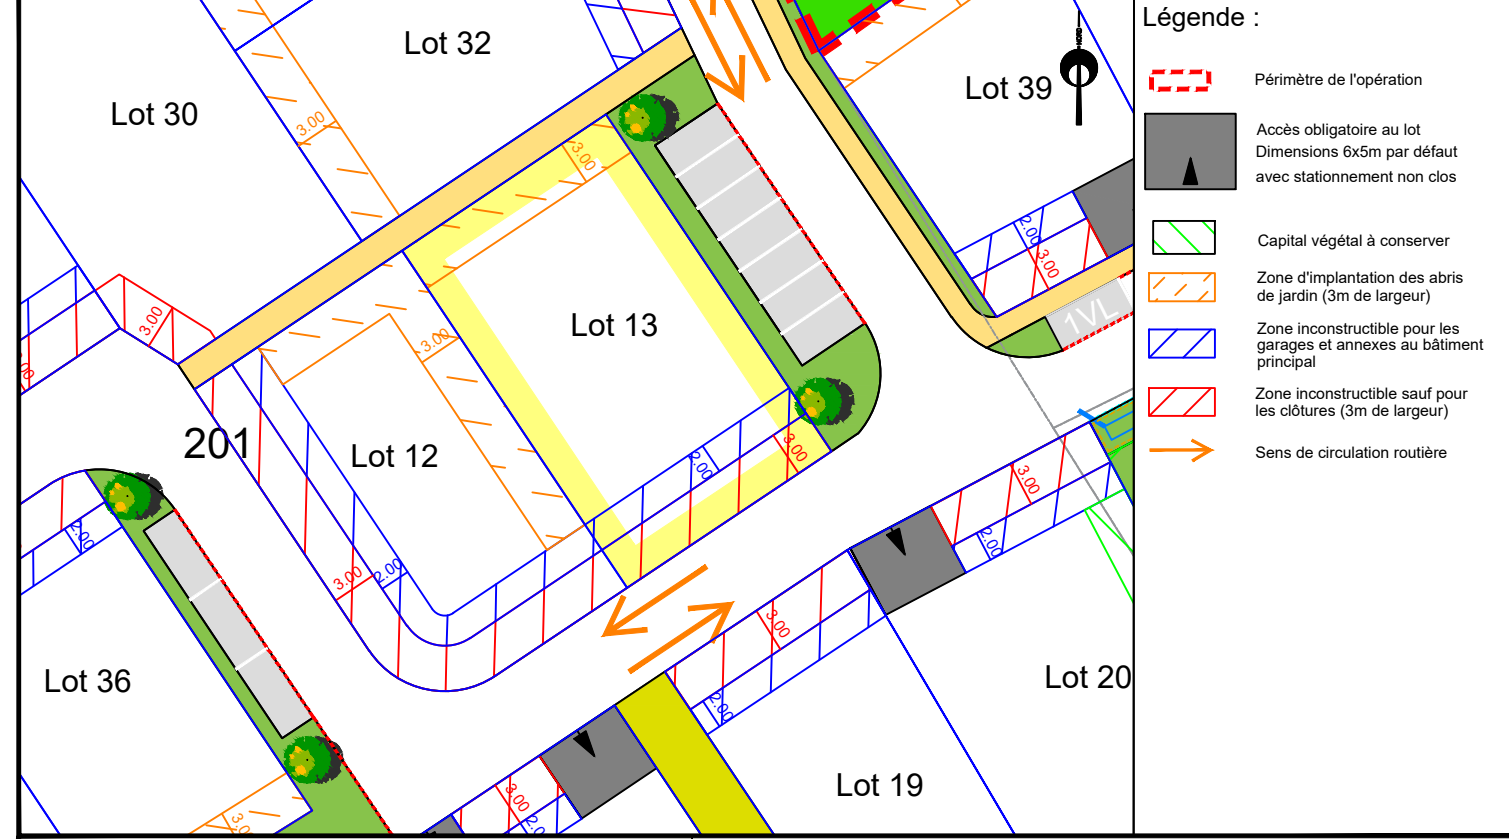 Lot 32
Lot 30
Lot 39
NORD
3.00
3.00
2.00
3.00
Lot 13
3.00
3.00
1VL
201
Lot 12
3.00
2.00
3.00
2.00
2.00
3.00
2.00
3.00
2.00
Lot 36
Lot 20
Lot 19
3.00
Légende :
Périmètre de l'opération
Accès obligatoire au lot
Dimensions 6x5m par défaut
avec stationnement non clos
Capital végétal à conserver
Zone d'implantation des abris
de jardin (3m de largeur)
Zone inconstructible pour les
garages et annexes au bâtiment
principal
Zone inconstructible sauf pour
les clôtures (3m de largeur)
Sens de circulation routière